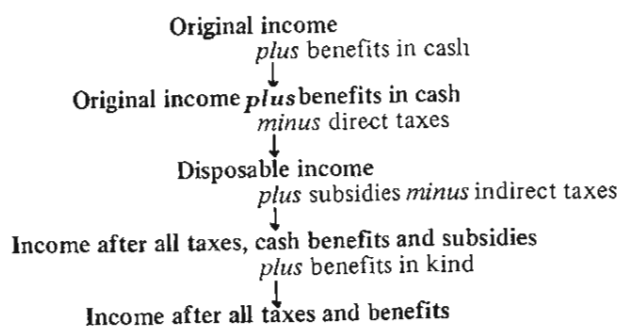 Original income
plus benefits in cash
Original income plus benefits in cash
minus direct taxes
Disposable income
plus subsidies minus indirect taxes
Income after all taxes, cash benefits and subsidies
plus benefits in kind
Income after all taxes and benefits